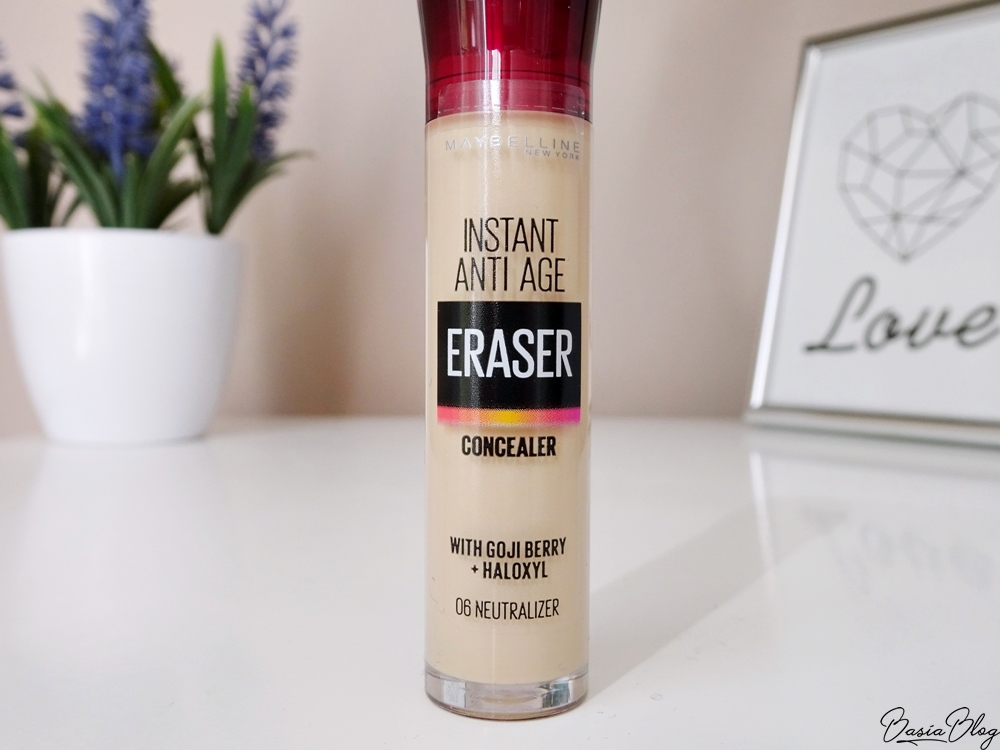 MAYBELLINE
NEW YORK
INSTANT
ANTI AGE
ERASER
CONCEALER
WITH GOJI BERRY
+ HALOXYL
06 NEUTRALIZER
Love
BasiaBlog